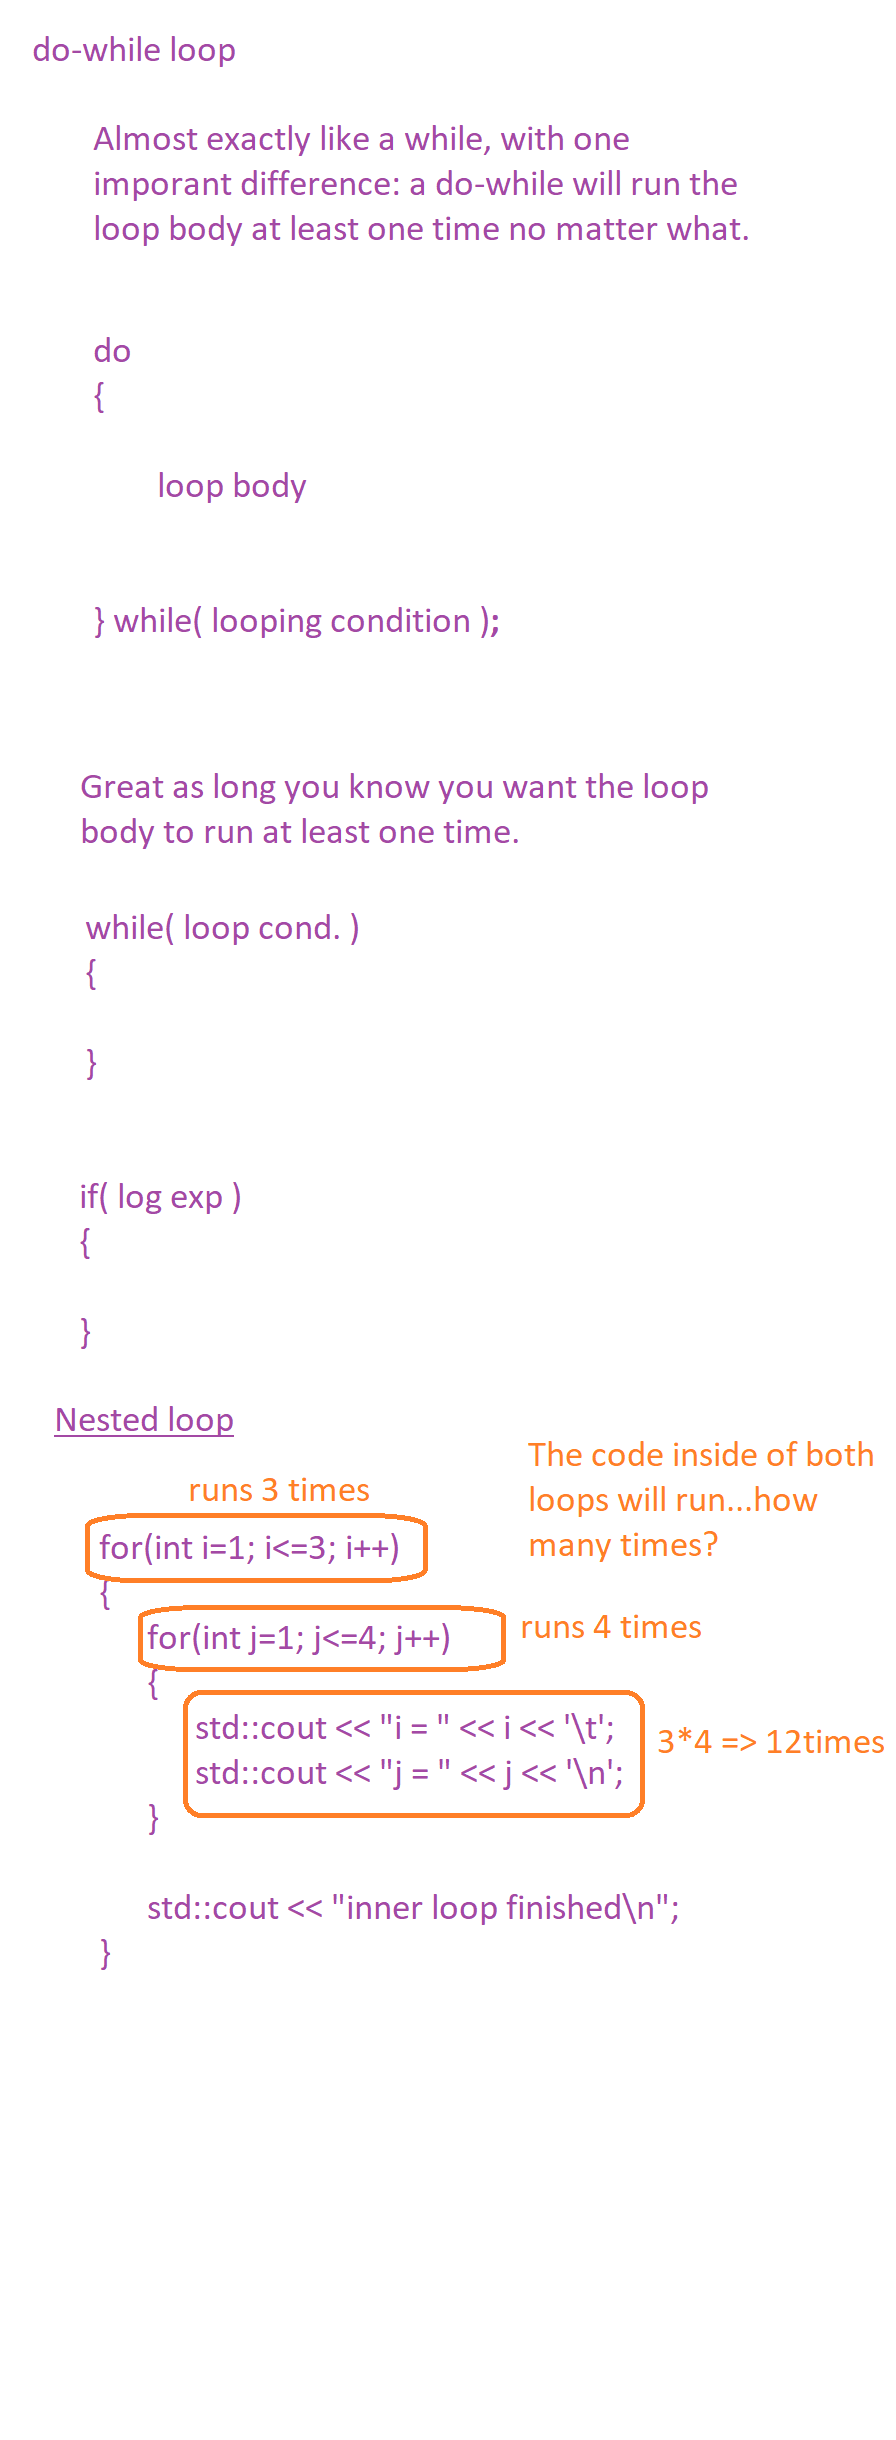 do-while loop
Almost exactly like a while, with one
imporant difference: a do-while will run the
loop body at least one time no matter what.
do
{
loop body
} while( looping condition );
Great as long you know you want the loop
body to run at least one time.
while( loop cond. )
{
}
if( log exp )
{
}
Nested loop
The code inside of both
loops will run...how
many times?
runs 3 times
for(int i=1; i<=3; i++)
{
for(int j=1; j<=4; j++)
runs 4 times
{
std::cout << "i = " << i << '\t';
std::cout << "j = " << j << '\n';
3*4 => 12times
}
std::cout << "inner loop finished\n";
}